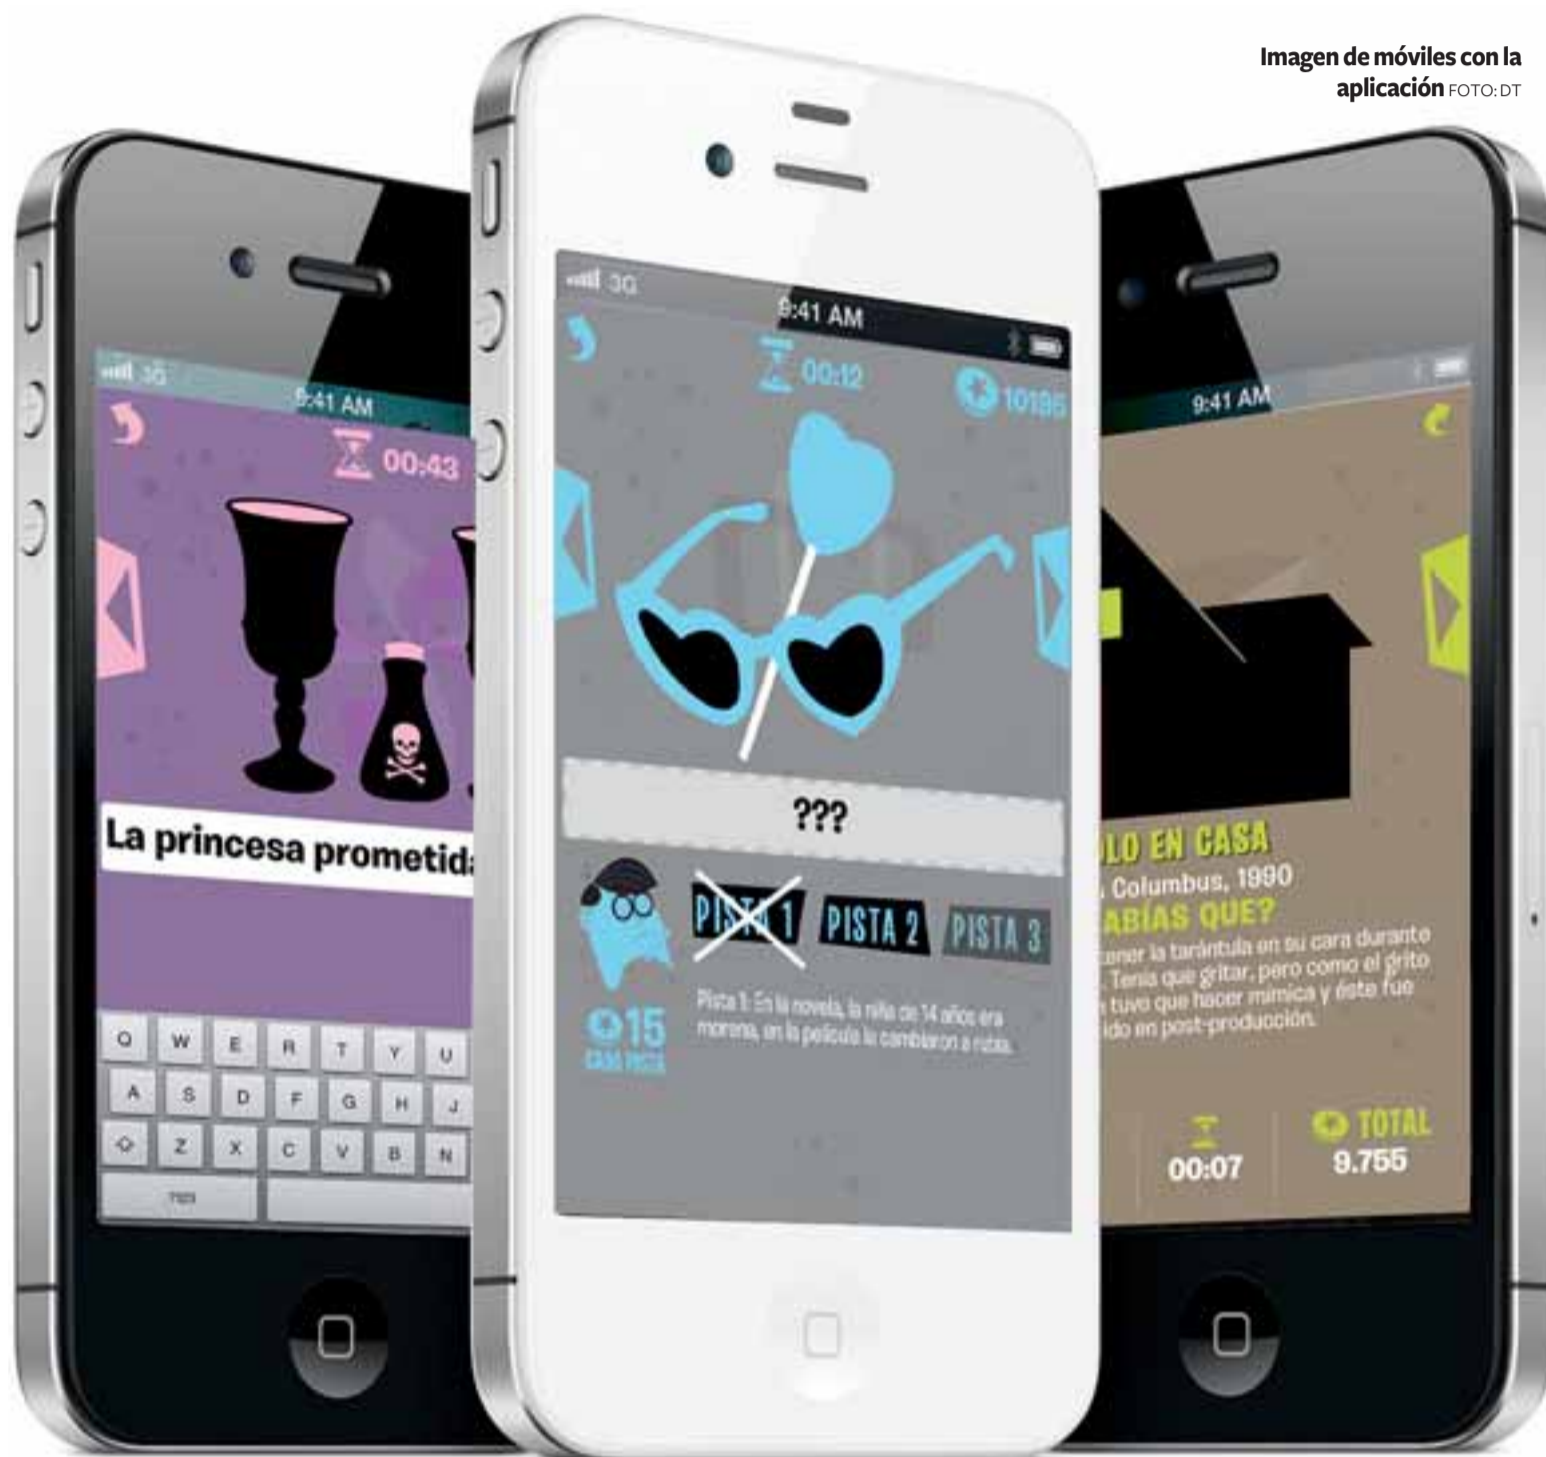 Imagen de móviles con la
aplicación FOTO: DT
3G
9:41 AM
00:43
La princesa prometida
Q W E R T Y U
A S D F G H J
Z X C V B N
?123
3G
9:41 AM
00:12
10195
???
PISTA 1 PISTA 2 PISTA 3
Pista 1: En la novela, la niña de 14 años era
morena, en la película la cambiaron a rubia.
15
CADA PISTA
9:41 AM
LO EN CASA
Columbus, 1990
ABÍAS QUE?
ener la tarántula en su cara durante
. Tenía que gritar, pero como el grito
tuvo que hacer mímica y éste fue
ido en post-producción.
00:07
TOTAL
9.755